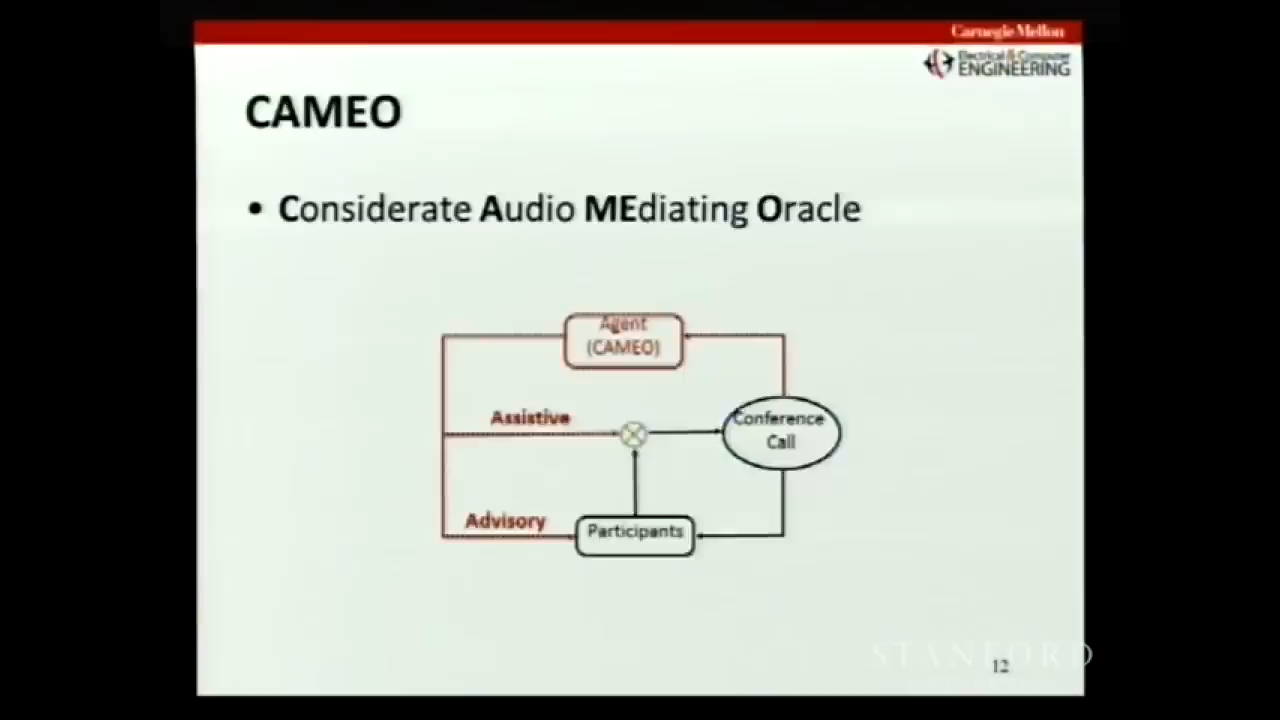 Carnegie Mellon
Electrical & Computer
ENGINEERING
CAMEO
• Considerate Audio MEdiating Oracle
Agent
(CAMEO)
Assistive
Conference
Call
Advisory
Participants
STANFORD
12